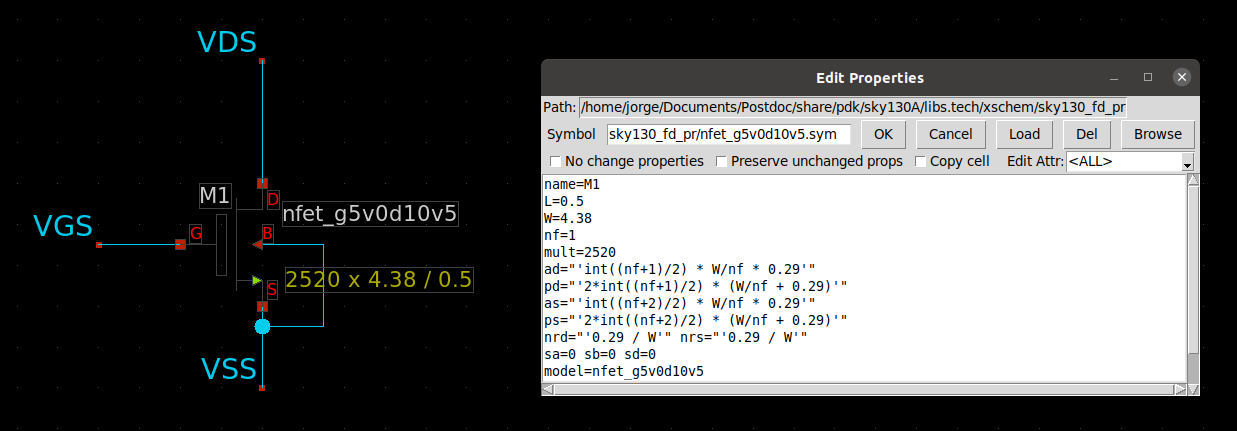 VDS
M1
D
nfet_g5v0d10v5
VGS
G
B
2520 x 4.38 / 0.5
S
VSS
Edit Properties
Path: /home/jorge/Documents/Postdoc/share/pdk/sky130A/libs.tech/xschem/sky130_fd_pr
Symbol sky130_fd_pr/nfet_g5v0d10v5.sym OK Cancel Load Del Browse
No change properties Preserve unchanged props Copy cell Edit Attr: <ALL>
name=M1
L=0.5
W=4.38
nf=1
mult=2520
ad="'int((nf+1)/2) * W/nf * 0.29'"
pd="'2*int((nf+1)/2) * (W/nf + 0.29)'"
as="'int((nf+2)/2) * W/nf * 0.29'"
ps="'2*int((nf+2)/2) * (W/nf + 0.29)'"
nrd="'0.29 / W'" nrs="'0.29 / W'"
sa=0 sb=0 sd=0
model=nfet_g5v0d10v5